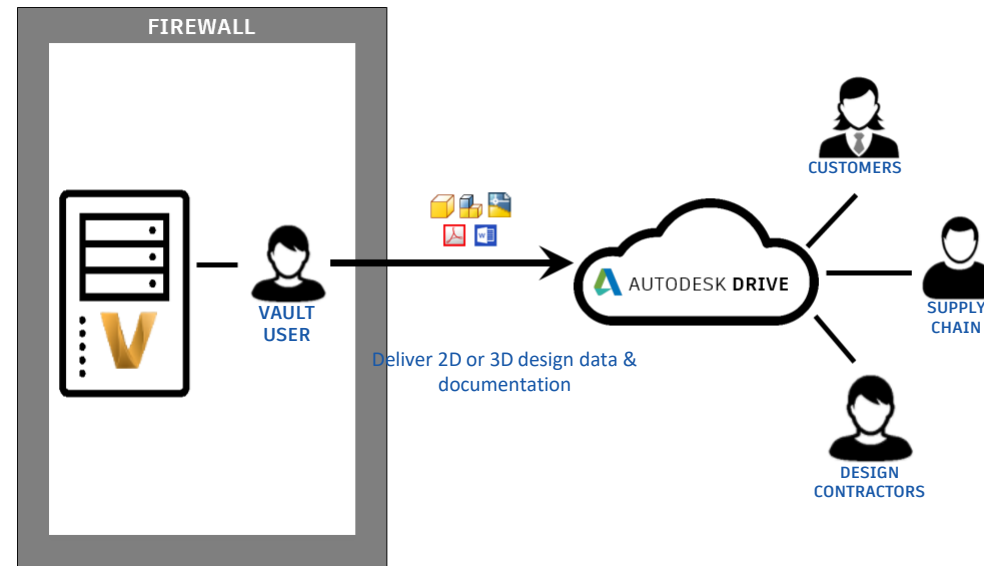 FIREWALL
CUSTOMERS
AUTODESK DRIVE
VAULT
USER
SUPPLY
CHAIN
Deliver 2D or 3D design data &
documentation
DESIGN
CONTRACTORS